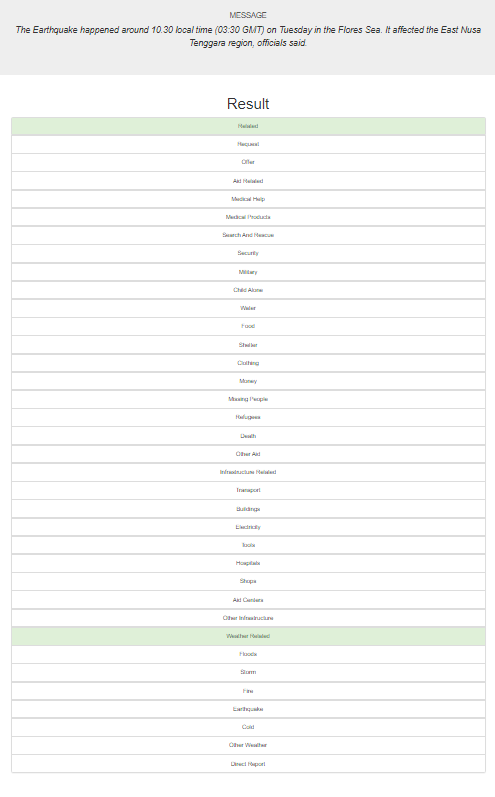 MESSAGE
The Earthquake happened around 10.30 local time (03:30 GMT) on Tuesday in the Flores Sea. It affected the East Nusa
Tenggara region, officials said.
Result
Related
Request
Offer
Aid Related
Medical Help
Medical Products
Search And Rescue
Security
Military
Child Alone
Water
Food
Shelter
Clothing
Money
Missing People
Refugees
Death
Other Aid
Infrastructure Related
Transport
Buildings
Electricity
Tools
Hospitals
Shops
Aid Centers
Other Infrastructure
Weather Related
Floods
Storm
Fire
Earthquake
Cold
Other Weather
Direct Report